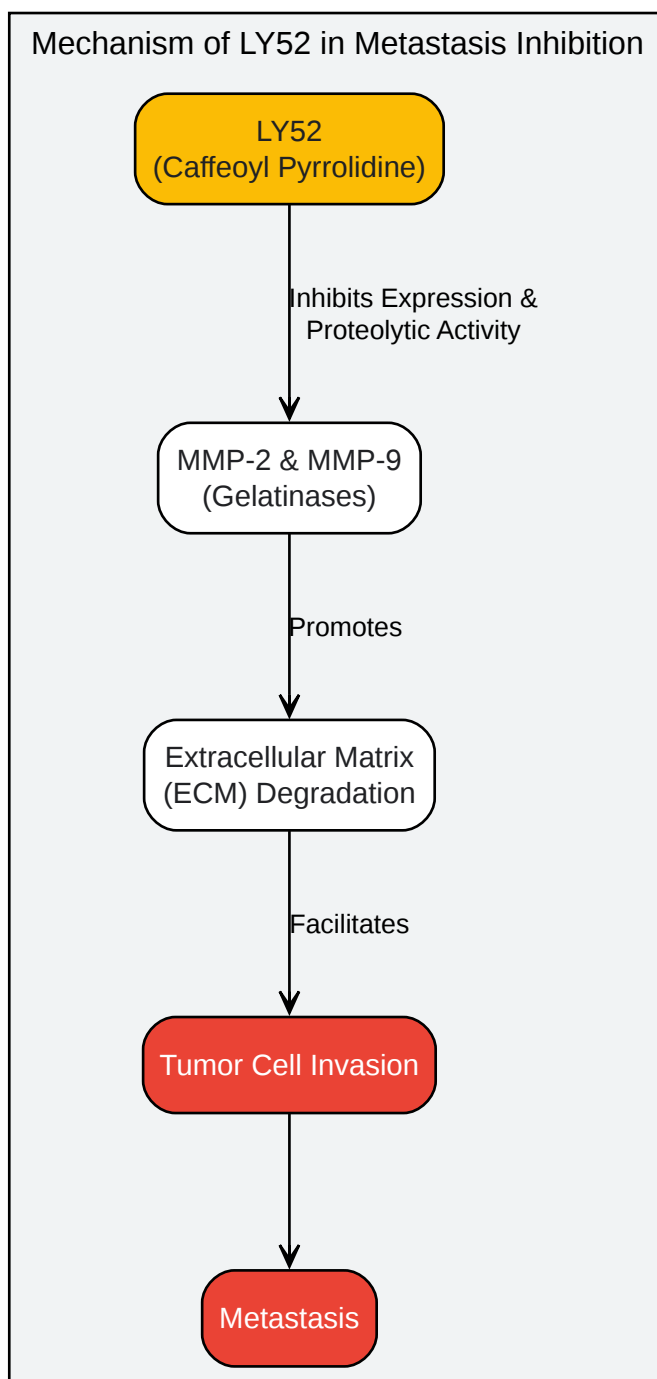 Mechanism of LY52 in Metastasis Inhibition
LY52
(Caffeoyl Pyrrolidine)
Inhibits Expression &
Proteolytic Activity
MMP-2 & MMP-9
(Gelatinases)
Promotes
Extracellular Matrix
(ECM) Degradation
Facilitates
Tumor Cell Invasion
Metastasis